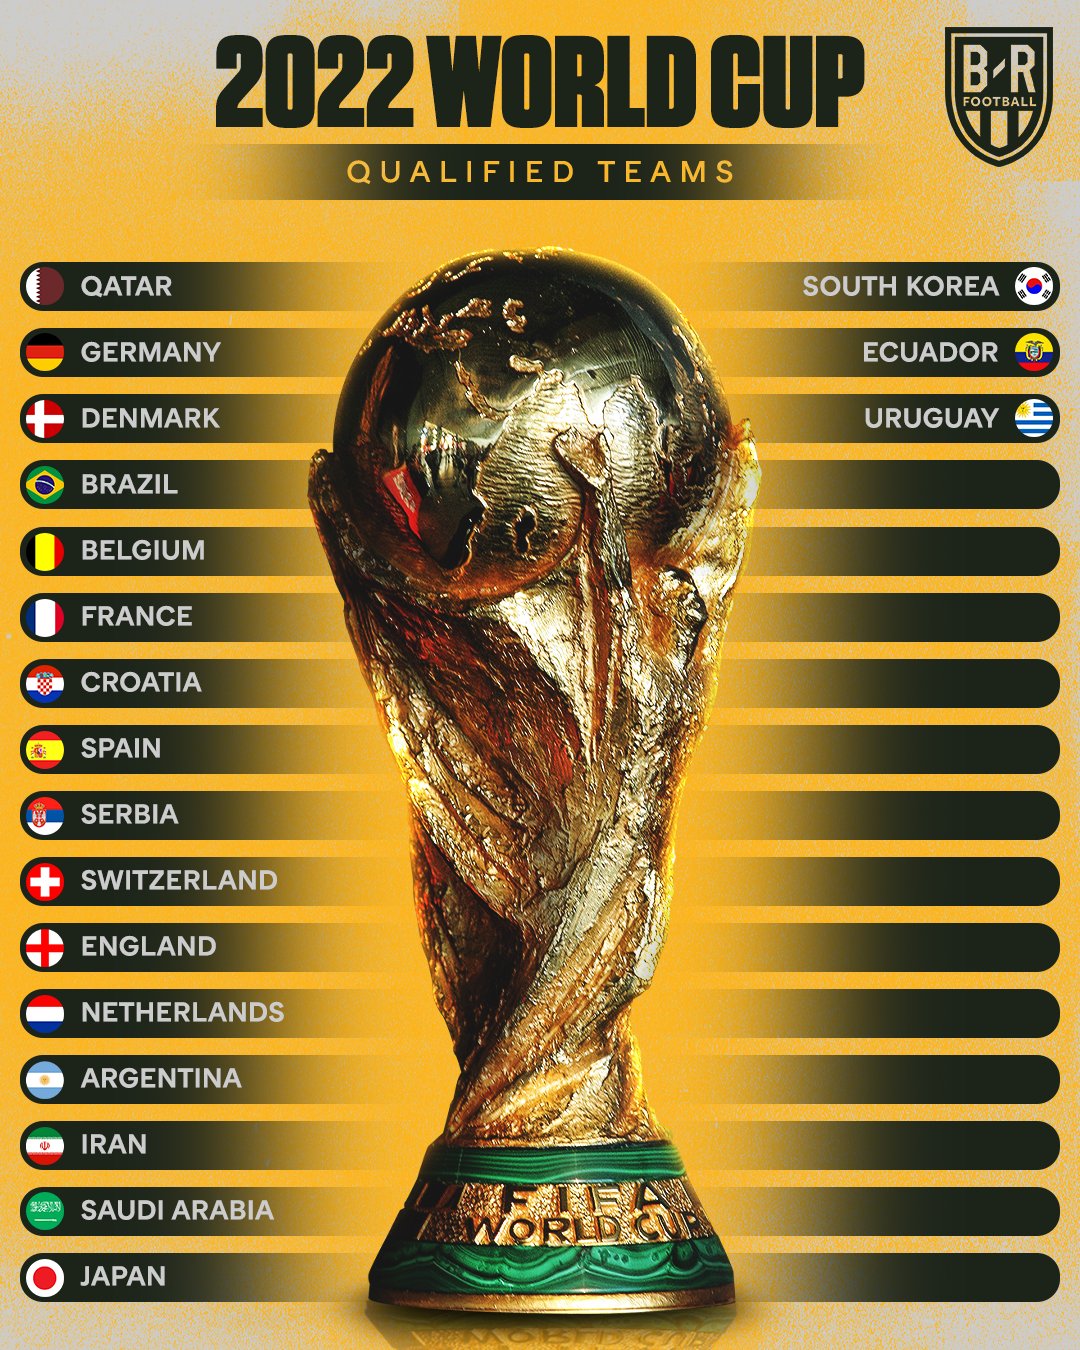 2022 WORLD CUP
QUALIFIED TEAMS
B/R
FOOTBALL
QATAR
GERMANY
DENMARK
BRAZIL
BELGIUM
FRANCE
CROATIA
SPAIN
SERBIA
SWITZERLAND
ENGLAND
NETHERLANDS
ARGENTINA
IRAN
SAUDI ARABIA
JAPAN
SOUTH KOREA
ECUADOR
URUGUAY
FIFA
WORLD CUP